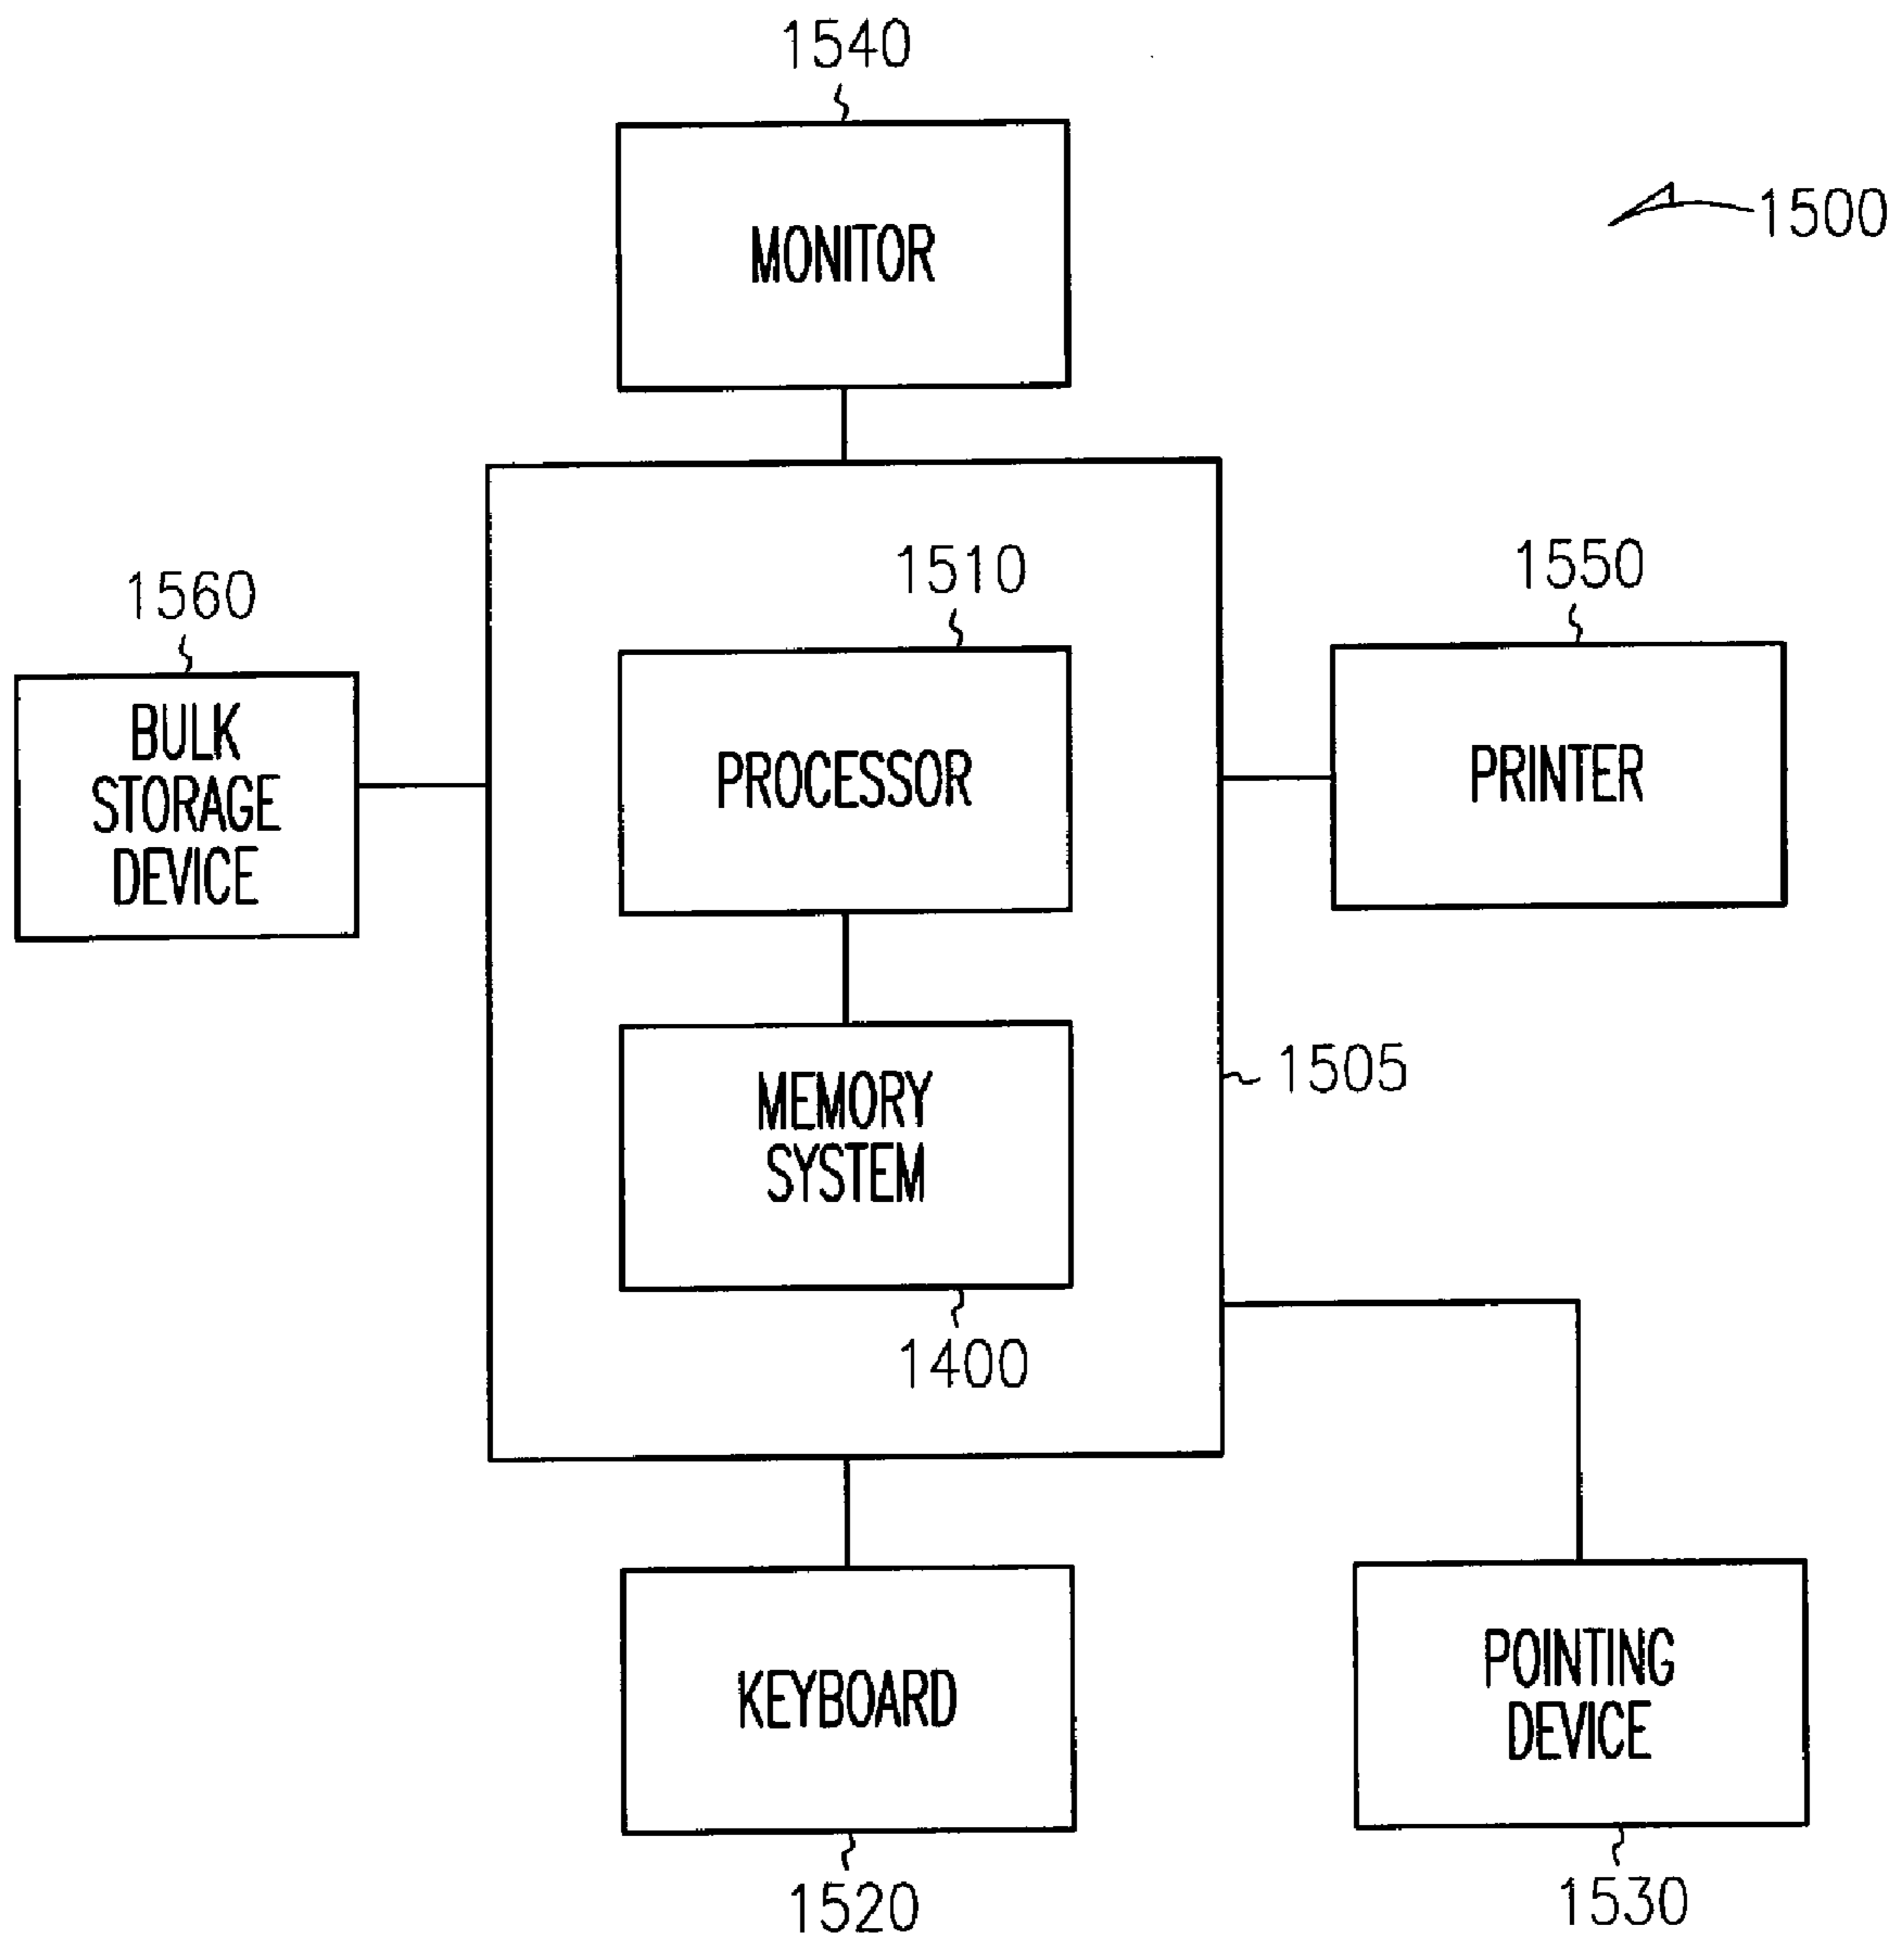 1540
MONITOR
1500
1510
PROCESSOR
1550
PRINTER
1560
BULK
STORAGE
DEVICE
1505
MEMORY
SYSTEM
1400
KEYBOARD
1520
POINTING
DEVICE
1530